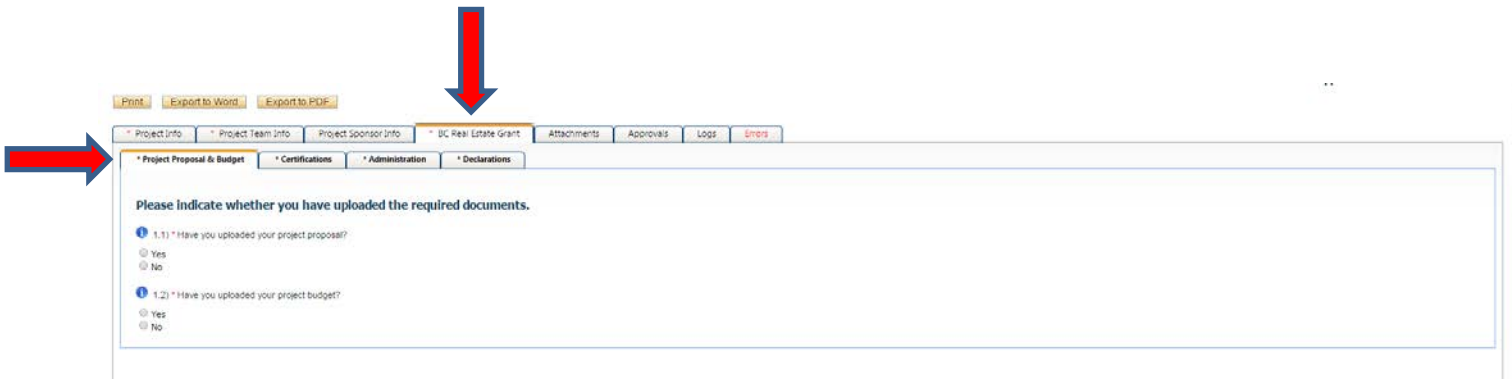 Print Export to Word Export to PDF
* Project Info * Project Team Info Project Sponsor Info * BC Real Estate Grant Attachments Approvals Logs Errors
* Project Proposal & Budget * Certifications * Administration * Declarations
Please indicate whether you have uploaded the required documents.
1.1) * Have you uploaded your project proposal?
Yes
No
1.2) * Have you uploaded your project budget?
Yes
No